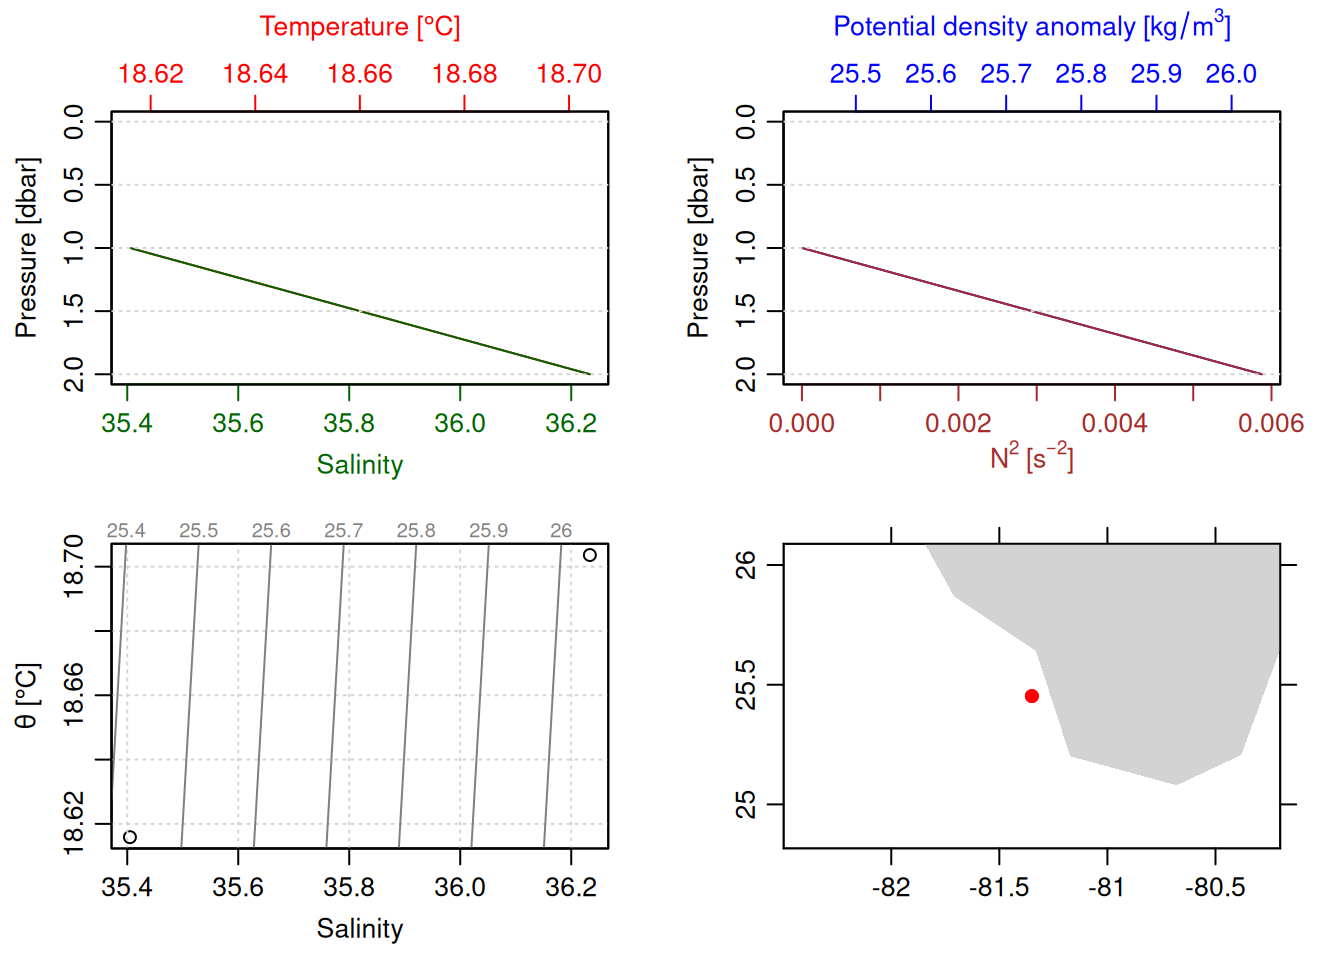 Temperature [°C]
18.62 18.64 18.66 18.68 18.70
Pressure [dbar]
0.0 0.5 1.0 1.5 2.0
35.4 35.6 35.8 36.0 36.2
Salinity
Potential density anomaly [kg/m³]
25.5 25.6 25.7 25.8 25.9 26.0
Pressure [dbar]
0.0 0.5 1.0 1.5 2.0
0.000 0.002 0.004 0.006
N² [s⁻²]
25.4 25.5 25.6 25.7 25.8 25.9 26
θ [°C]
18.70 18.66 18.62
35.4 35.6 35.8 36.0 36.2
Salinity
26 25.5 25
-82 -81.5 -81 -80.5